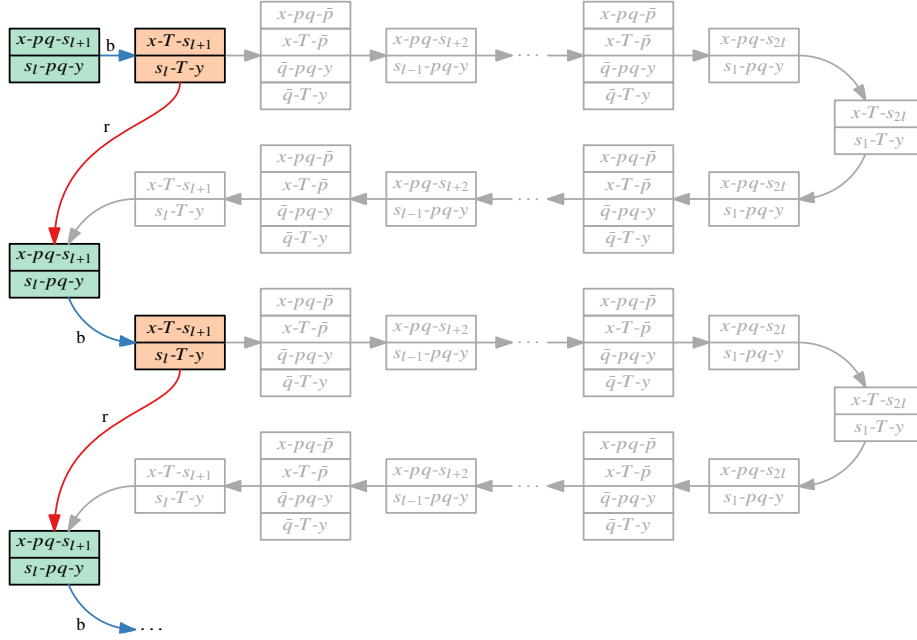 x-pq-s_{l+1} b x-T-s_{l+1} x-pq-p̄ x-pq-s_{l+2} ··· x-pq-p̄ x-pq-s_{2l}
s_l-pq-y s_l-T-y x-T-p̄ s_{l−1}-pq-y x-T-p̄ s_1-pq-y
q̄-pq-y q̄-pq-y
q̄-T-y q̄-T-y
x-T-s_{2l}
s_1-T-y
r
x-T-s_{l+1} x-pq-p̄ x-pq-s_{l+2} ··· x-pq-p̄ x-pq-s_{2l}
s_l-T-y x-T-p̄ s_{l−1}-pq-y x-T-p̄ s_1-pq-y
q̄-pq-y q̄-pq-y
q̄-T-y q̄-T-y
x-pq-s_{l+1}
s_l-pq-y
b
x-T-s_{l+1} x-pq-p̄ x-pq-s_{l+2} ··· x-pq-p̄ x-pq-s_{2l}
s_l-T-y x-T-p̄ s_{l−1}-pq-y x-T-p̄ s_1-pq-y
q̄-pq-y q̄-pq-y
q̄-T-y q̄-T-y
x-T-s_{2l}
s_1-T-y
r
x-T-s_{l+1} x-pq-p̄ x-pq-s_{l+2} ··· x-pq-p̄ x-pq-s_{2l}
s_l-T-y x-T-p̄ s_{l−1}-pq-y x-T-p̄ s_1-pq-y
q̄-pq-y q̄-pq-y
q̄-T-y q̄-T-y
x-pq-s_{l+1}
s_l-pq-y
b ···